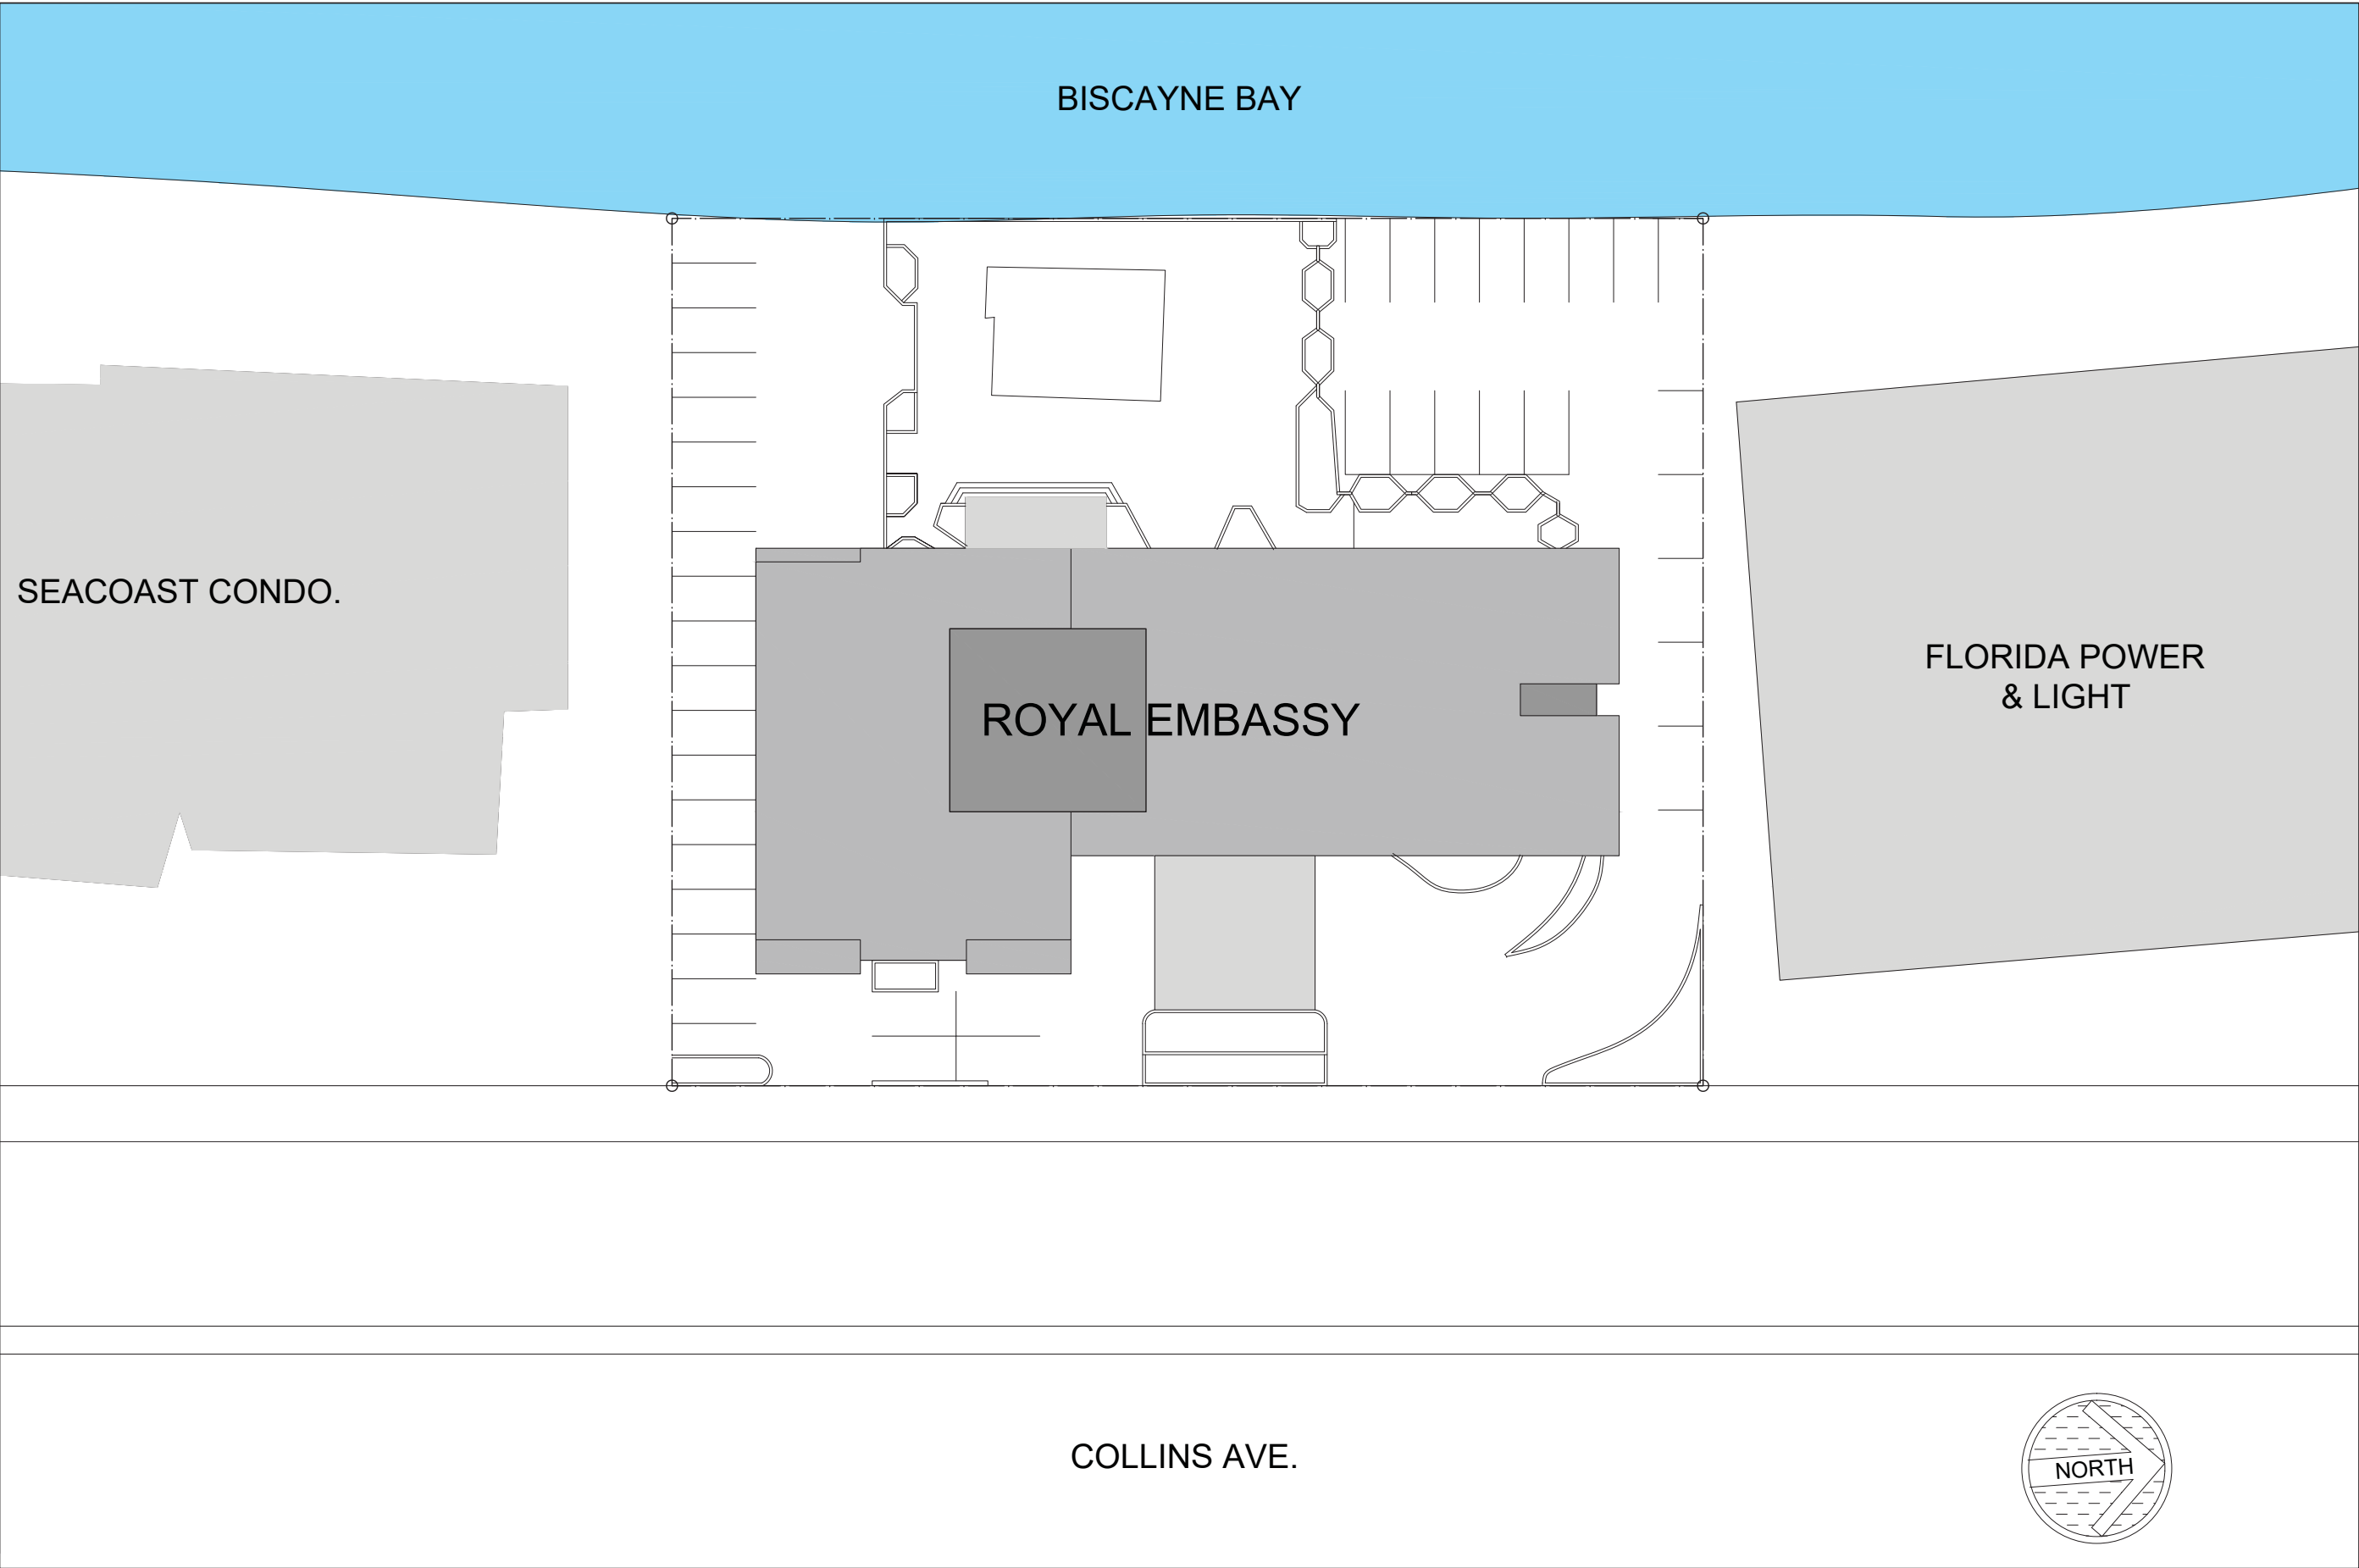 BISCAYNE BAY
SEACOAST CONDO.
ROYAL EMBASSY
FLORIDA POWER
& LIGHT
COLLINS AVE.
NORTH